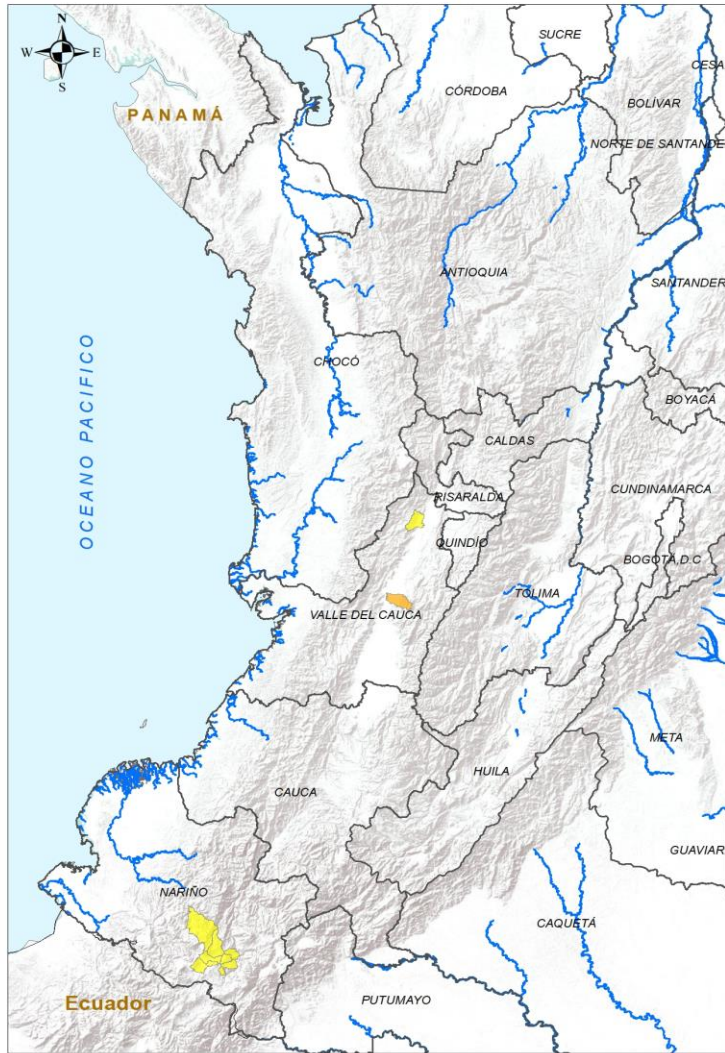 N
W E
S
PANAMÁ
SUCRE
CÓRDOBA
CESA
BOLÍVAR
NORTE DE SANTANDE
ANTIOQUIA
SANTANDER
OCEANO PACIFICO
CHOCÓ
BOYACÁ
CALDAS
CUNDINAMARCA
RISARALDA
QUINDÍO
BOGOTÁ, D.C
TOLIMA
VALLE DEL CAUCA
META
HUILA
CAUCA
GUAVIAR
NARIÑO
CAQUETÁ
Ecuador
PUTUMAYO